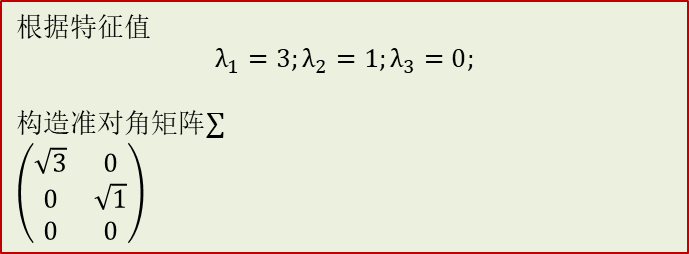 根据特征值
λ₁ = 3;λ₂ = 1;λ₃ = 0;
构造准对角矩阵∑
√3 0
0 √1
0 0